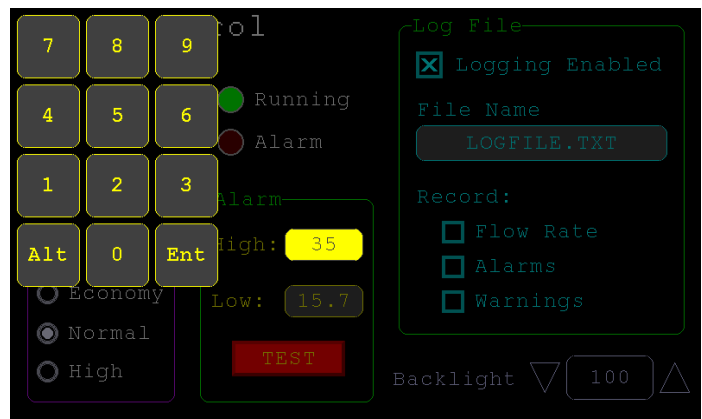 7 8 9
4 5 6
1 2 3
Alt 0 Ent
rol
Running
Alarm
Alarm
High: 35
Low: 15.7
TEST
Economy
Normal
High
Log File
Logging Enabled
File Name
LOGFILE.TXT
Record:
Flow Rate
Alarms
Warnings
Backlight 100